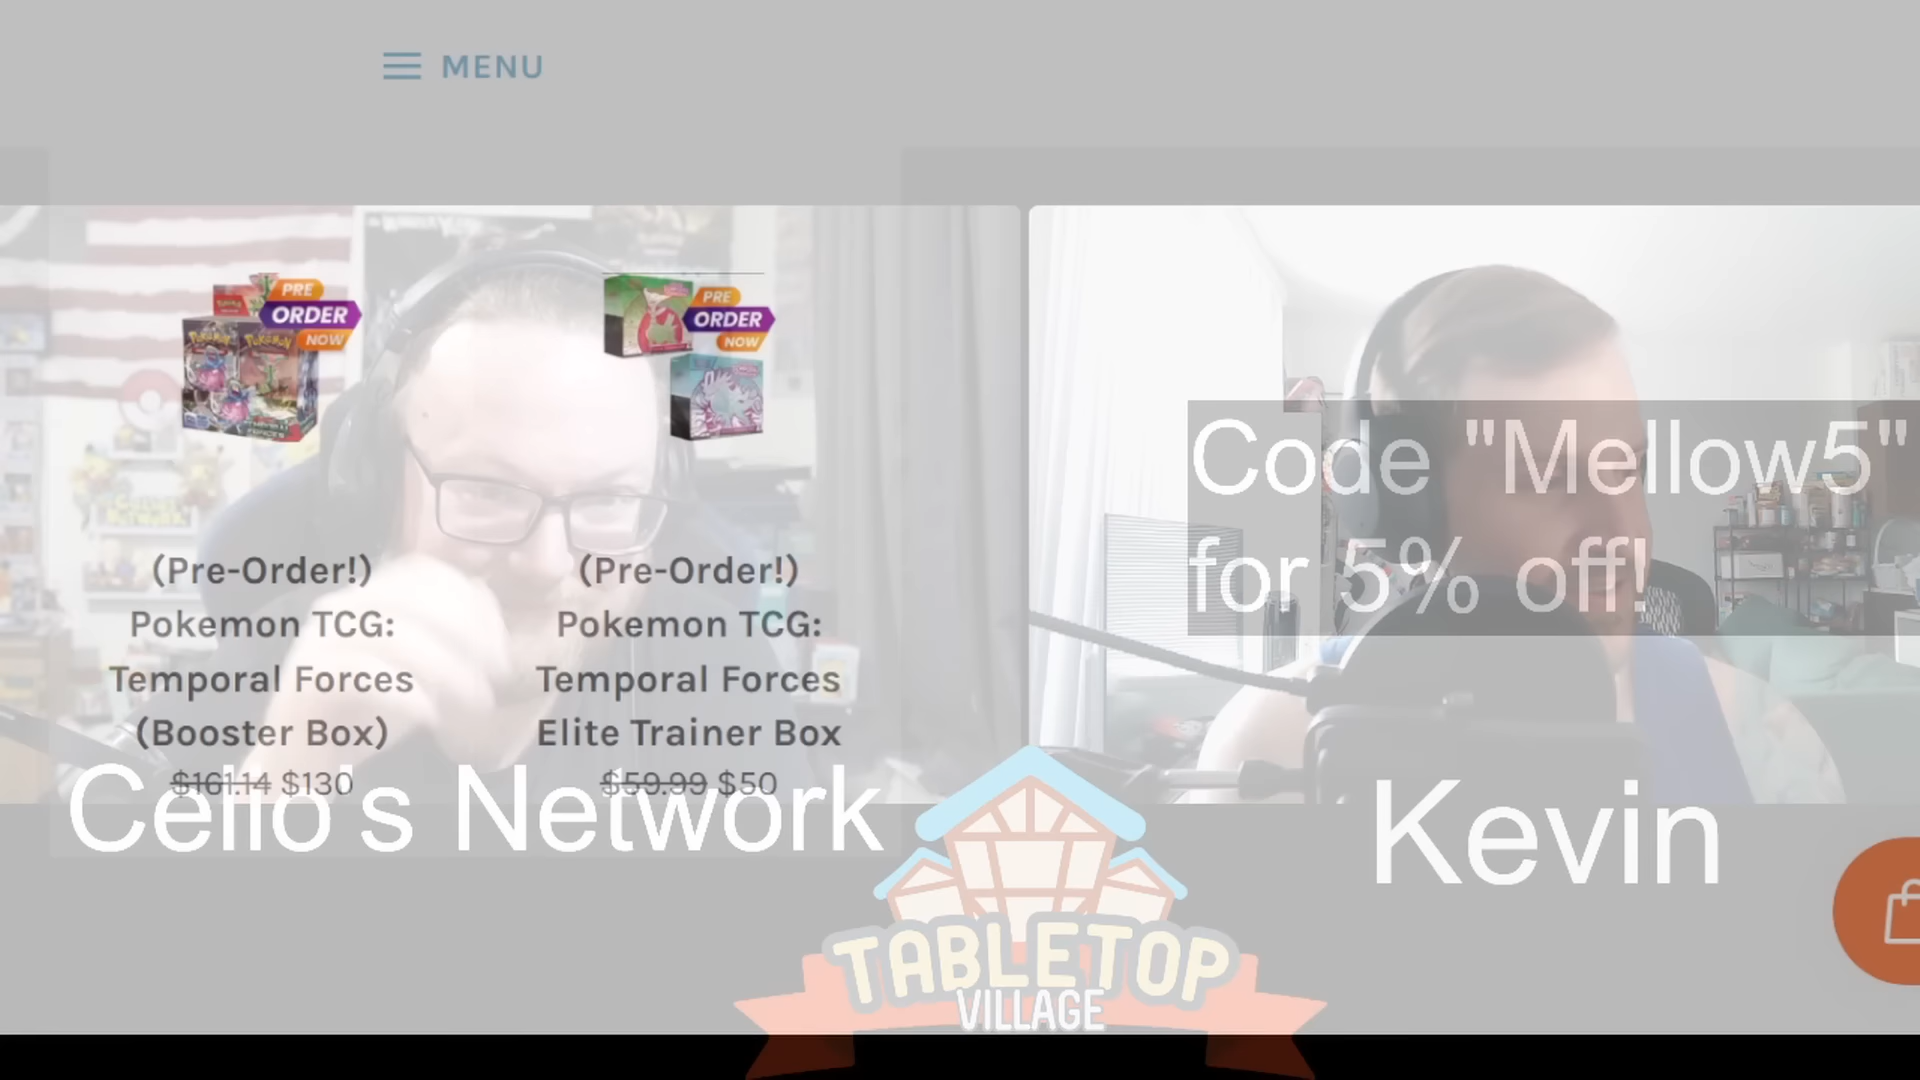 MENU
PRE
ORDER
NOW
PRE
ORDER
NOW
Code "Mellow5"
for 5% off!
(Pre-Order!)
Pokemon TCG:
Temporal Forces
(Booster Box)
$161.14 $130
(Pre-Order!)
Pokemon TCG:
Temporal Forces
Elite Trainer Box
$59.99 $50
Celio's Network
Kevin
TABLETOP
VILLAGE